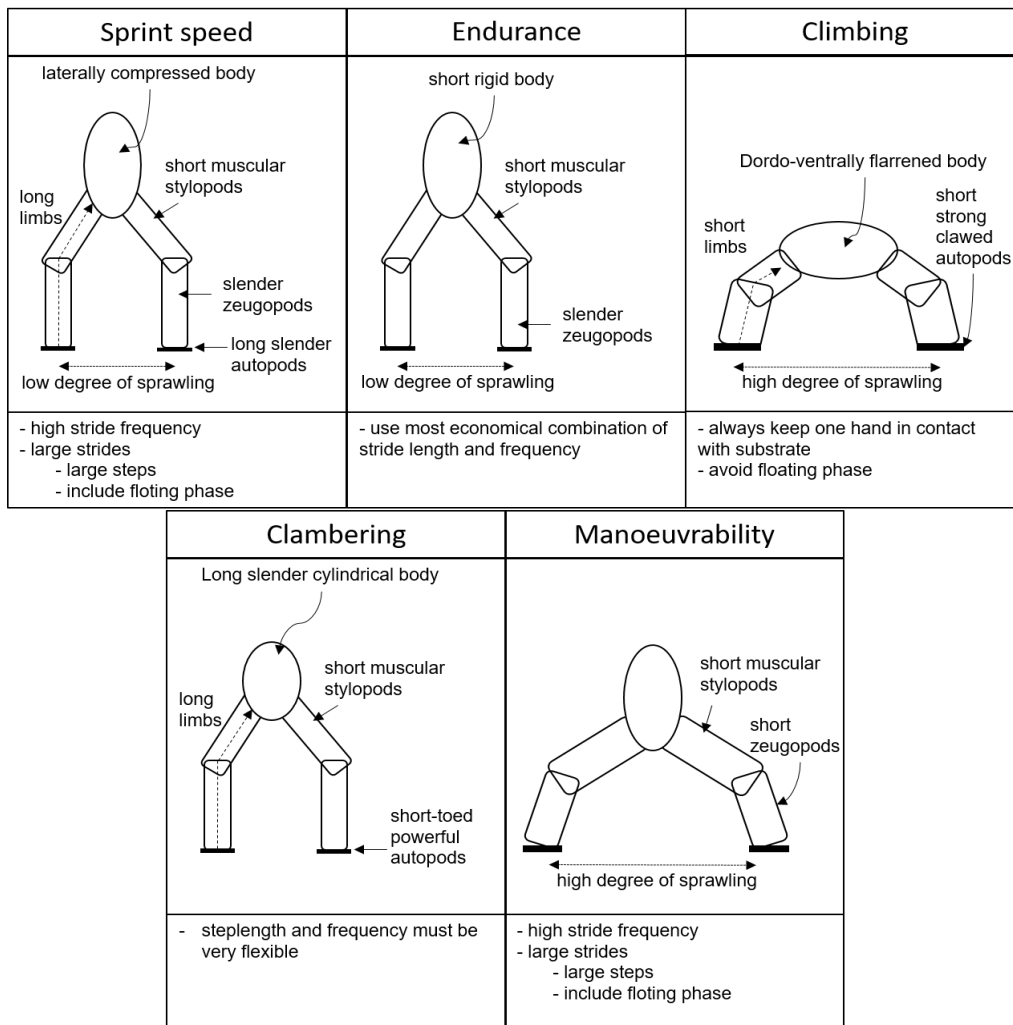 Sprint speed
laterally compressed body
short muscular
stylopods
long
limbs
slender
zeugopods
long slender
autopods
low degree of sprawling
- high stride frequency
- large strides
- large steps
- include floting phase
Endurance
short rigid body
short muscular
stylopods
slender
zeugopods
low degree of sprawling
- use most economical combination of
stride length and frequency
Climbing
Dordo-ventrally flarrened body
short
limbs
short
strong
clawed
autopods
high degree of sprawling
- always keep one hand in contact
with substrate
- avoid floating phase
Clambering
Long slender cylindrical body
short muscular
stylopods
long
limbs
short-toed
powerful
autopods
- steplength and frequency must be
very flexible
Manoeuvrability
short muscular
stylopods
short
zeugopods
high degree of sprawling
- high stride frequency
- large strides
- large steps
- include floting phase